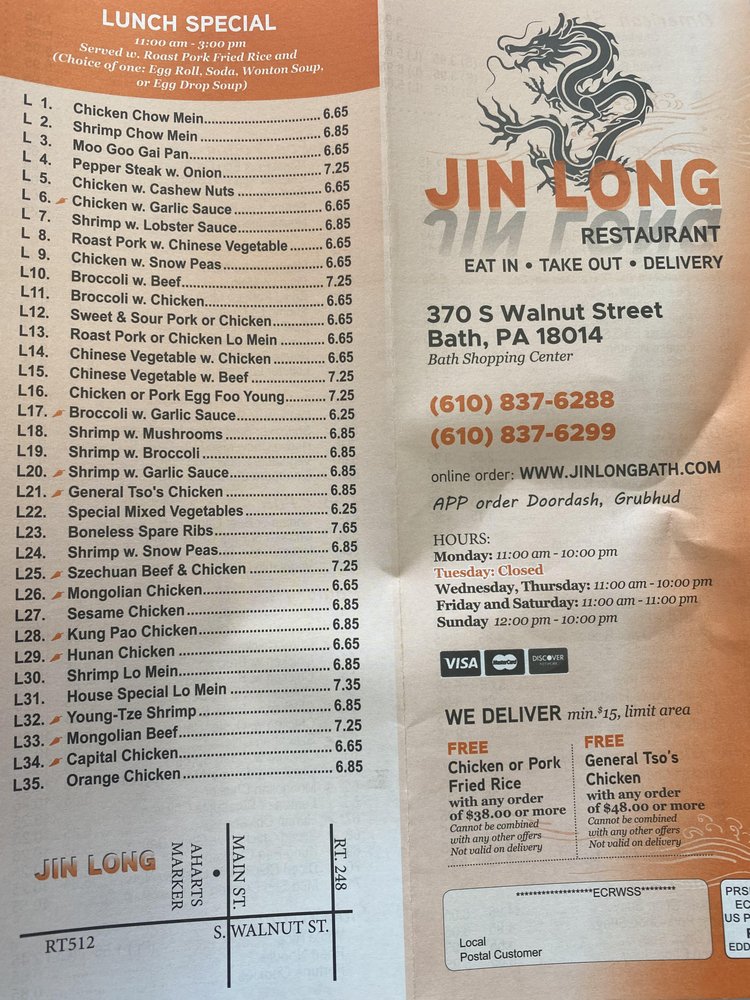 LUNCH SPECIAL
11:00 am - 3:00 pm
Served w. Roast Pork Fried Rice and
(Choice of one: Egg Roll, Soda, Wonton Soup,
or Egg Drop Soup)
L 1. Chicken Chow Mein 6.65
L 2. Shrimp Chow Mein 6.85
L 3. Moo Goo Gai Pan 6.65
L 4. Pepper Steak w. Onion 7.25
L 5. Chicken w. Cashew Nuts 6.65
L 6. Chicken w. Garlic Sauce 6.65
L 7. Shrimp w. Lobster Sauce 6.85
L 8. Roast Pork w. Chinese Vegetable 6.65
L 9. Chicken w. Snow Peas 6.65
L10. Broccoli w. Beef 7.25
L11. Broccoli w. Chicken 6.65
L12. Sweet & Sour Pork or Chicken 6.65
L13. Roast Pork or Chicken Lo Mein 6.65
L14. Chinese Vegetable w. Chicken 6.65
L15. Chinese Vegetable w. Beef 7.25
L16. Chicken or Pork Egg Foo Young 7.25
L17. Broccoli w. Garlic Sauce 6.25
L18. Shrimp w. Mushrooms 6.85
L19. Shrimp w. Broccoli 6.85
L20. Shrimp w. Garlic Sauce 6.85
L21. General Tso's Chicken 6.85
L22. Special Mixed Vegetables 6.25
L23. Boneless Spare Ribs 7.65
L24. Shrimp w. Snow Peas 6.85
L25. Szechuan Beef & Chicken 7.25
L26. Mongolian Chicken 6.65
L27. Sesame Chicken 6.85
L28. Kung Pao Chicken 6.85
L29. Hunan Chicken 6.65
L30. Shrimp Lo Mein 6.85
L31. House Special Lo Mein 7.35
L32. Young-Tze Shrimp 6.85
L33. Mongolian Beef 7.25
L34. Capital Chicken 6.65
L35. Orange Chicken 6.85
JIN LONG
AHARTS
MARKER
MAIN ST.
RT. 248
RT512
S. WALNUT ST.
JIN LONG
RESTAURANT
EAT IN • TAKE OUT • DELIVERY
370 S Walnut Street
Bath, PA 18014
Bath Shopping Center
(610) 837-6288
(610) 837-6299
online order: WWW.JINLONGBATH.COM
APP order Doordash, Grubhud
HOURS:
Monday: 11:00 am - 10:00 pm
Tuesday: Closed
Wednesday, Thursday: 11:00 am - 10:00 pm
Friday and Saturday: 11:00 am - 11:00 pm
Sunday 12:00 pm - 10:00 pm
VISA MasterCard DISCOVER
WE DELIVER min.$15, limit area
FREE
Chicken or Pork
Fried Rice
with any order
of $38.00 or more
Cannot be combined
with any other offers
Not valid on delivery
FREE
General Tso's
Chicken
with any order
of $48.00 or more
Cannot be combined
with any other offers
Not valid on delivery
*******************ECRWSS********
Local
Postal Customer
PRS
EC
US P
EDD